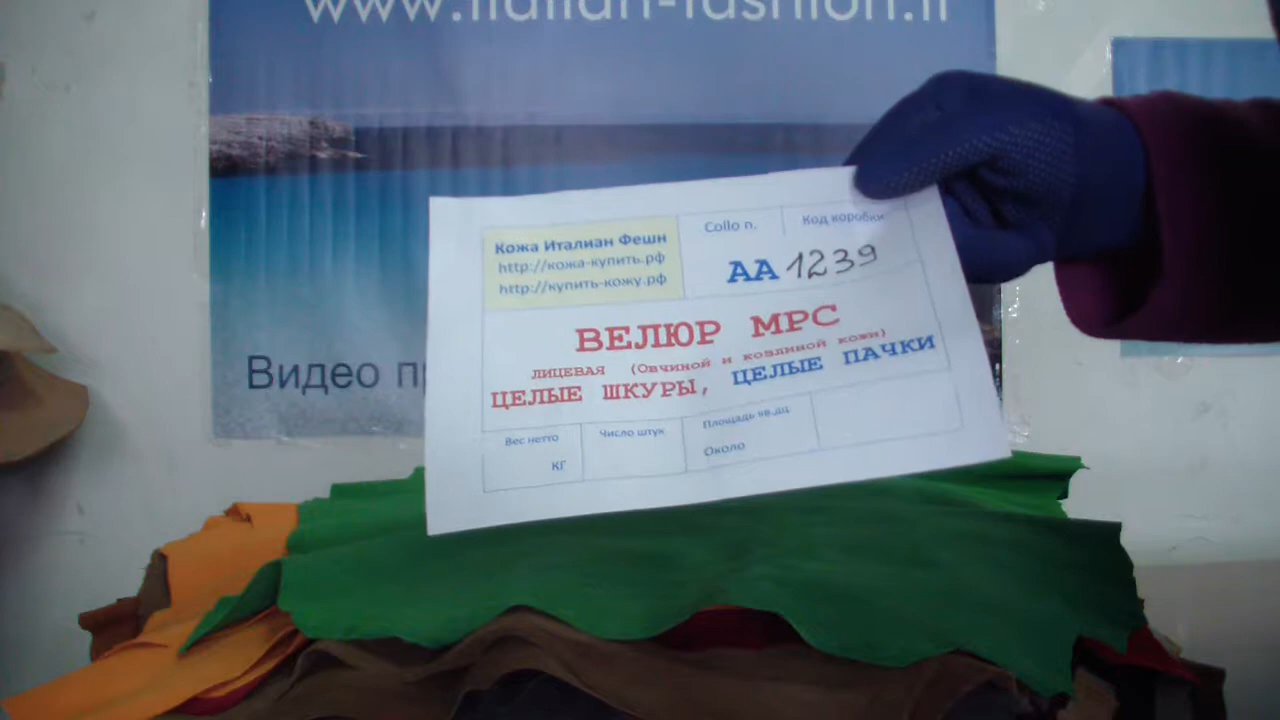 www.italian-fashion.it
Видео
Кожа Италиан Фешн
http://кожа-купить.рф
http://купить-кожу.рф
Collo n.
Код коробки
АА 1239
ВЕЛЮР МРС
ЛИЦЕВАЯ (Овчиной и козлиной кожи)
ЦЕЛЫЕ ШКУРЫ, ЦЕЛЫЕ ПАЧКИ
Вес нетто
КГ
Число штук
Площадь кв.дц
Около